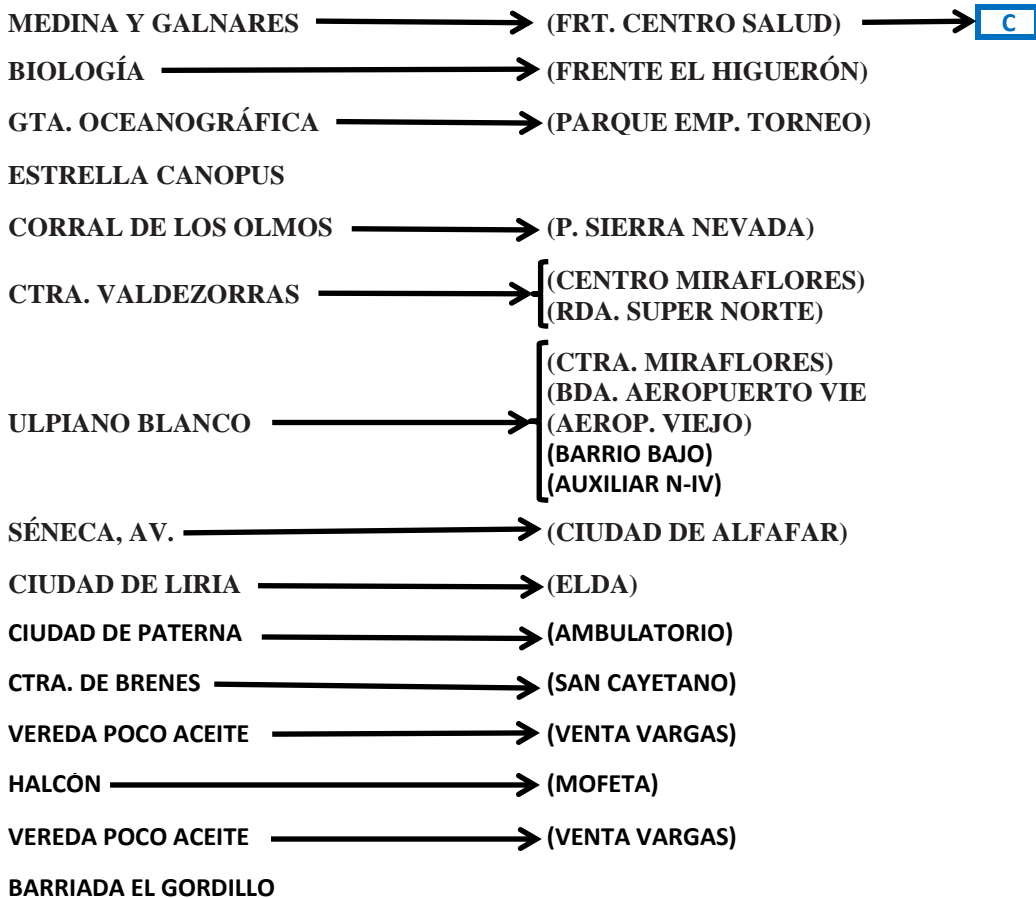 MEDINA Y GALNARES (FRT. CENTRO SALUD) C
BIOLOGÍA (FRENTE EL HIGUERÓN)
GTA. OCEANOGRÁFICA (PARQUE EMP. TORNEO)
ESTRELLA CANOPUS
CORRAL DE LOS OLMOS (P. SIERRA NEVADA)
CTRA. VALDEZORRAS (CENTRO MIRAFLORES)
(RDA. SUPER NORTE)
(CTRA. MIRAFLORES)
(BDA. AEROPUERTO VIE
ULPIANO BLANCO (AEROP. VIEJO)
(BARRIO BAJO)
(AUXILIAR N-IV)
SÉNECA, AV. (CIUDAD DE ALFAFAR)
CIUDAD DE LIRIA (ELDA)
CIUDAD DE PATERNA (AMBULATORIO)
CTRA. DE BRENES (SAN CAYETANO)
VEREDA POCO ACEITE (VENTA VARGAS)
HALCÓN (MOFETA)
VEREDA POCO ACEITE (VENTA VARGAS)
BARRIADA EL GORDILLO